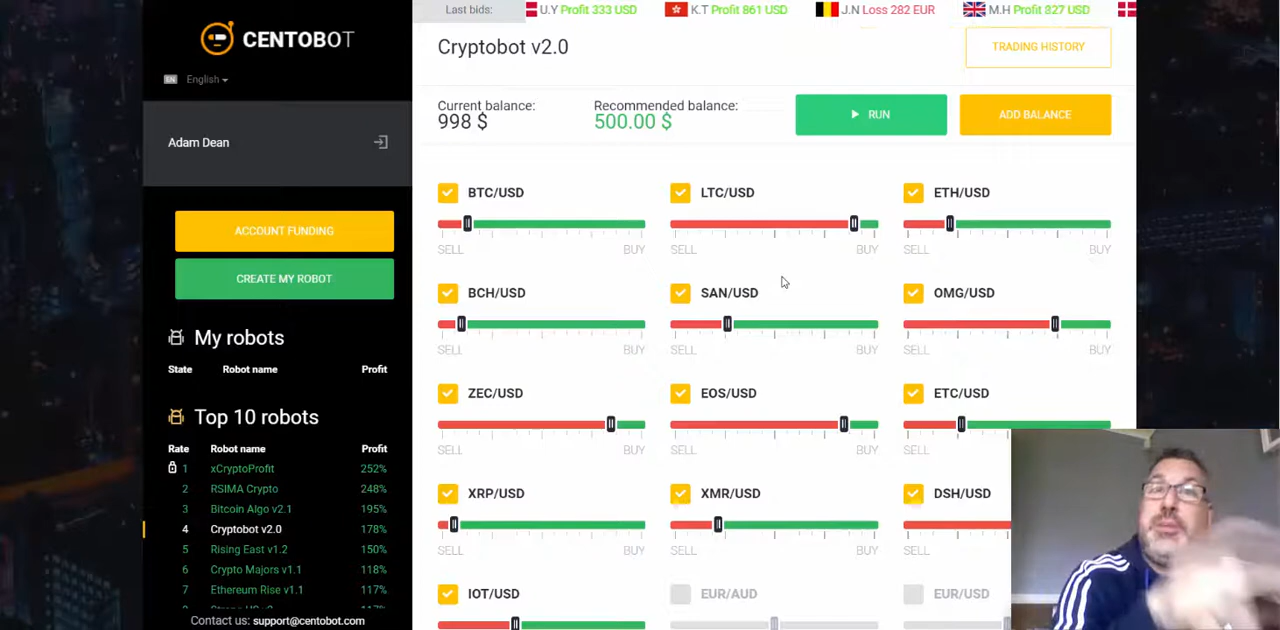 Last bids: U.Y Profit 333 USD K.T Profit 861 USD J.N Loss 282 EUR M.H Profit 827 USD
CENTOBOT
EN English
Adam Dean
ACCOUNT FUNDING
CREATE MY ROBOT
My robots
State Robot name Profit
Top 10 robots
Rate Robot name Profit
1 xCryptoProfit 252%
2 RSIMA Crypto 248%
3 Bitcoin Algo v2.1 195%
4 Cryptobot v2.0 178%
5 Rising East v1.2 150%
6 Crypto Majors v1.1 118%
7 Ethereum Rise v1.1 117%
Contact us: support@centobot.com
Cryptobot v2.0
TRADING HISTORY
Current balance: Recommended balance:
998 $ 500.00 $
RUN
ADD BALANCE
BTC/USD LTC/USD ETH/USD
SELL BUY SELL BUY SELL BUY
BCH/USD SAN/USD OMG/USD
SELL BUY SELL BUY SELL BUY
ZEC/USD EOS/USD ETC/USD
SELL BUY SELL BUY SELL
XRP/USD XMR/USD DSH/USD
SELL BUY SELL BUY SELL
IOT/USD EUR/AUD EUR/USD